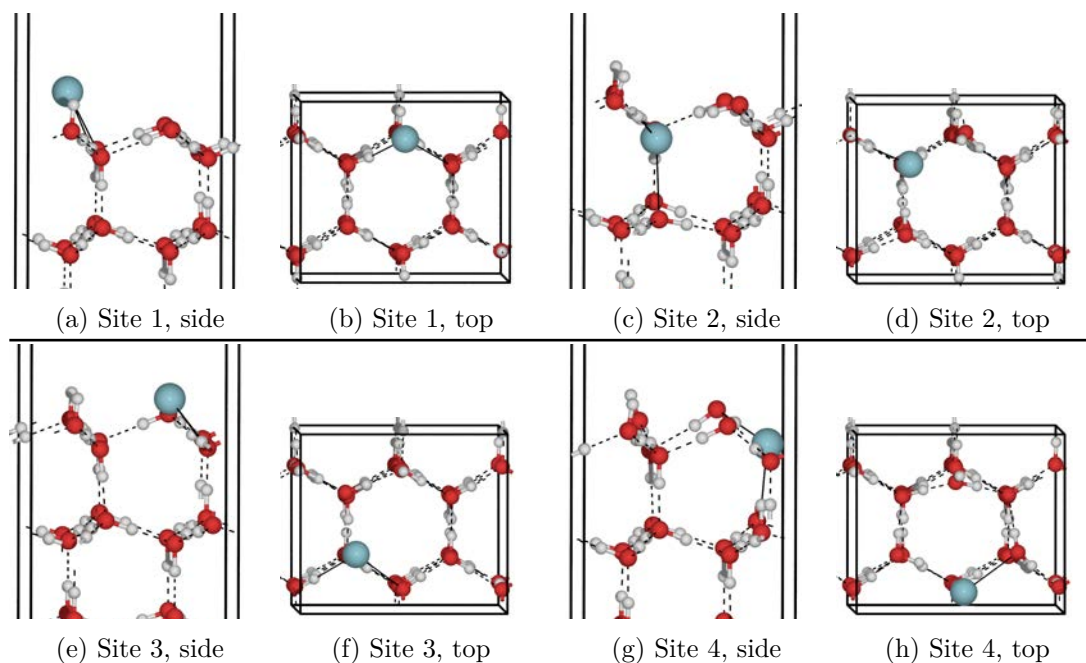 (a) Site 1, side
(b) Site 1, top
(c) Site 2, side
(d) Site 2, top
(e) Site 3, side
(f) Site 3, top
(g) Site 4, side
(h) Site 4, top